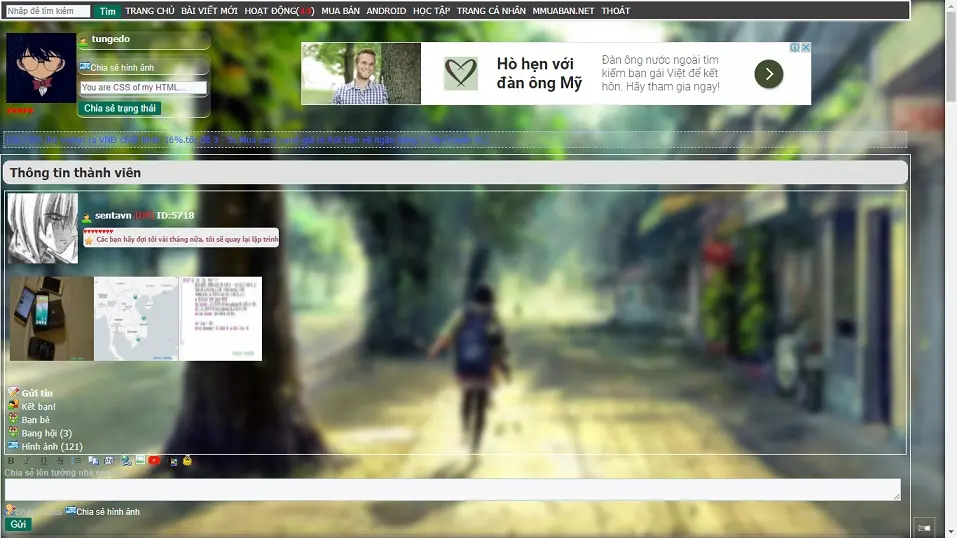 Nhập để tìm kiếm Tìm TRANG CHỦ BÀI VIẾT MỚI HOẠT ĐỘNG( ) MUA BÁN ANDROID HỌC TẬP TRANG CÁ NHÂN MMUABAN.NET THOÁT
tungedo
Chia sẻ hình ảnh
You are CSS of my HTML...
Chia sẻ trạng thái
Hò hẹn với
đàn ông Mỹ
Đàn ông nước ngoài tìm
kiếm bạn gái Việt để kết
hôn. Hãy tham gia ngay!
Thông tin thành viên
sentavn ID:5718
Các bạn hãy đợi tôi vài tháng nữa, tôi sẽ quay lại lập trình
Gửi tin
Kết bạn!
Bạn bè
Bang hội (3)
Hình ảnh (121)
B I U S
Chia sẻ lên tường nhà
Chia sẻ hình ảnh
Gửi